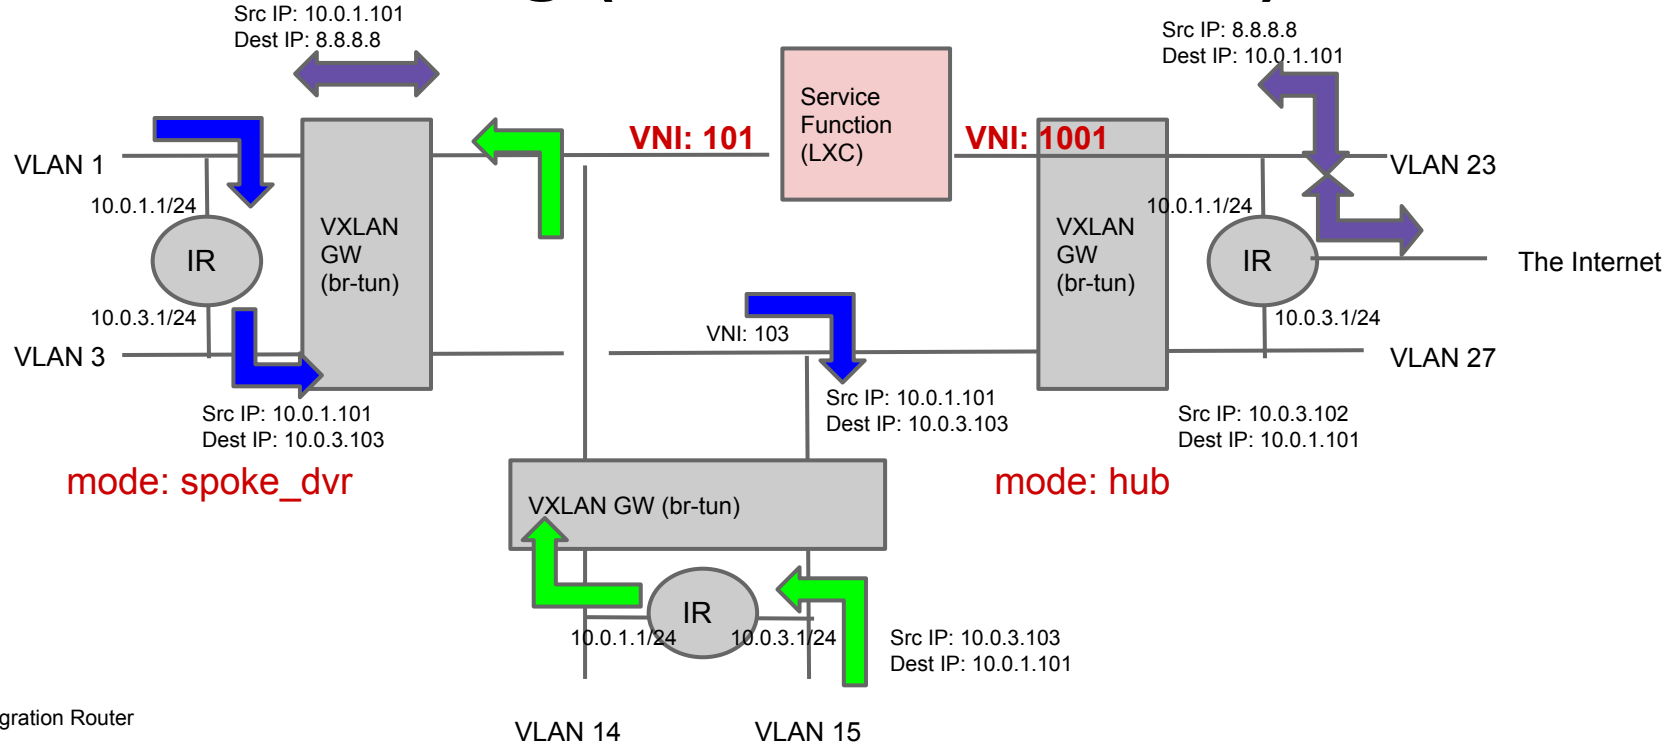 Src IP: 10.0.1.101
Dest IP: 8.8.8.8
Src IP: 8.8.8.8
Dest IP: 10.0.1.101
Service
Function
(LXC)
VNI: 101
VNI: 1001
VLAN 1
VLAN 23
10.0.1.1/24
10.0.1.1/24
VXLAN
GW
(br-tun)
VXLAN
GW
(br-tun)
IR
IR
The Internet
10.0.3.1/24
10.0.3.1/24
VNI: 103
VLAN 3
VLAN 27
Src IP: 10.0.1.101
Dest IP: 10.0.3.103
Src IP: 10.0.1.101
Dest IP: 10.0.3.103
Src IP: 10.0.3.102
Dest IP: 10.0.1.101
mode: spoke_dvr
mode: hub
VXLAN GW (br-tun)
IR
10.0.1.1/24
10.0.3.1/24
Src IP: 10.0.3.103
Dest IP: 10.0.1.101
gration Router
VLAN 14
VLAN 15